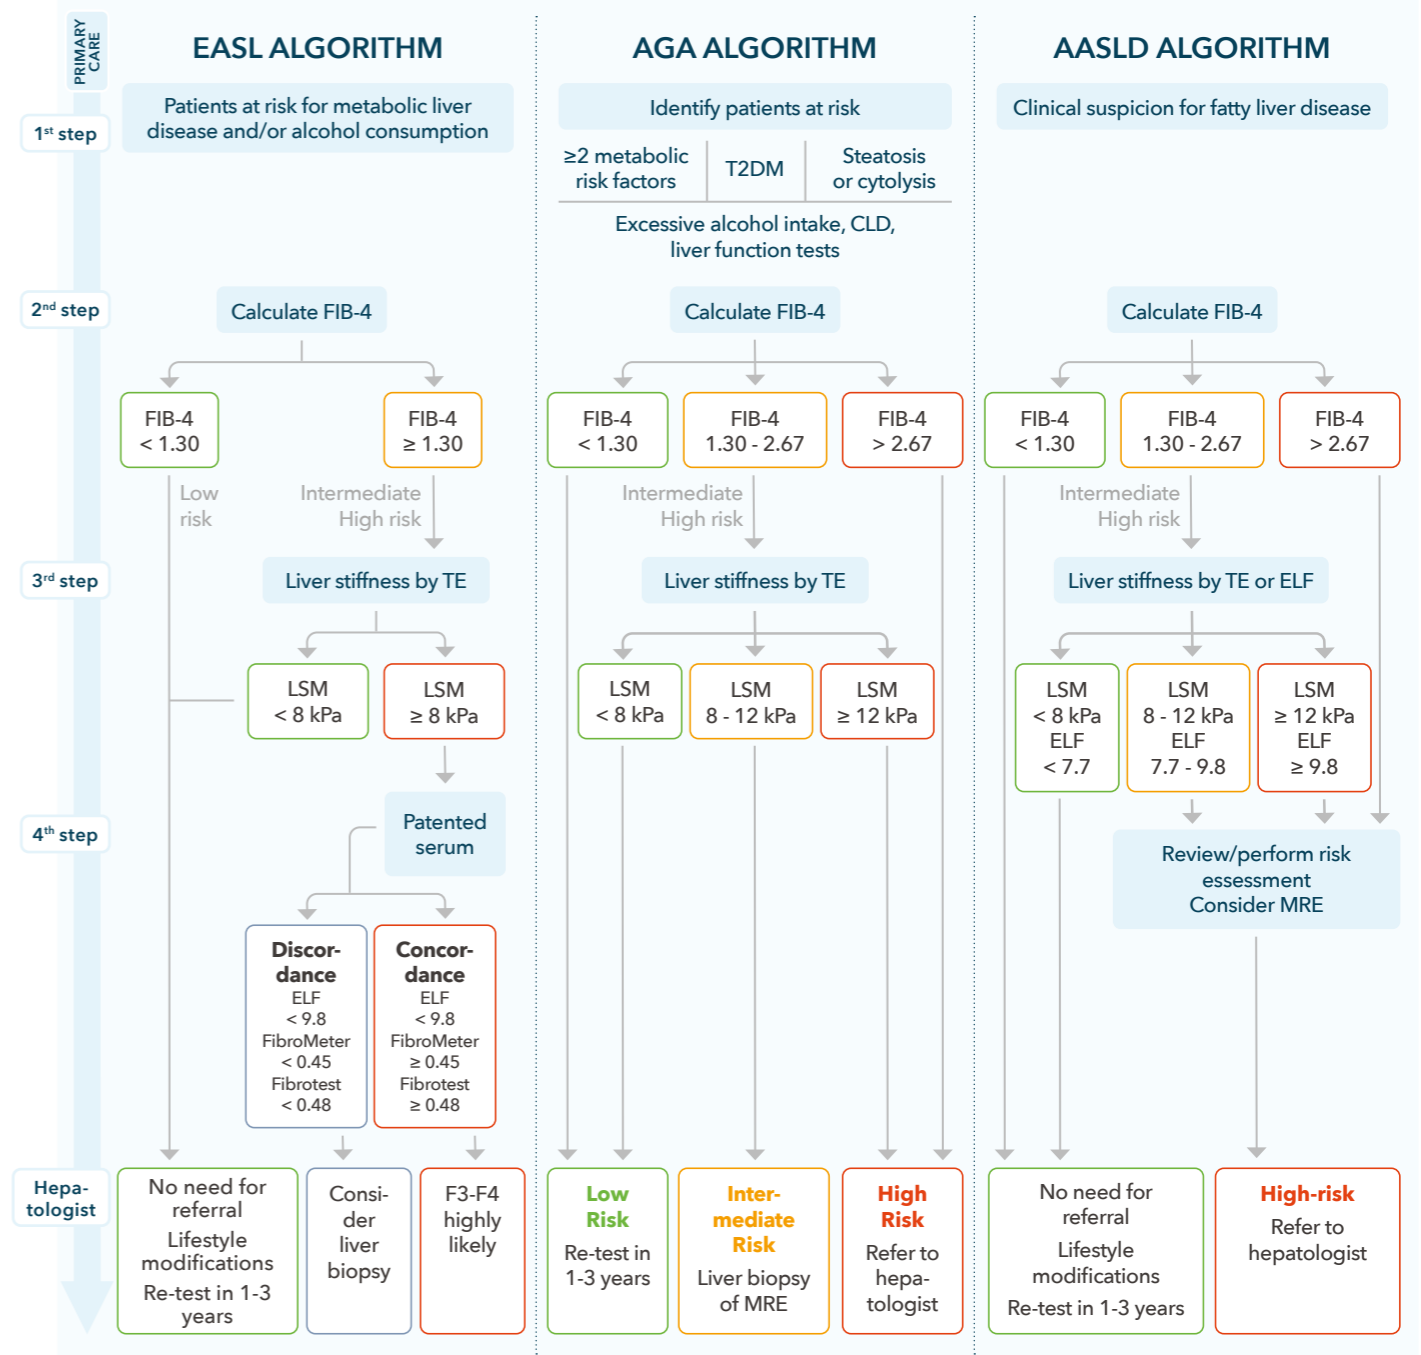 PRIMARY
CARE
1st step
2nd step
3rd step
4th step
Hepa-
tologist
EASL ALGORITHM
Patients at risk for metabolic liver
disease and/or alcohol consumption
Calculate FIB-4
FIB-4
< 1.30
FIB-4
≥ 1.30
Low
risk
Intermediate
High risk
Liver stiffness by TE
LSM
< 8 kPa
LSM
≥ 8 kPa
Patented
serum
Discor-
dance
ELF
< 9.8
FibroMeter
< 0.45
Fibrotest
< 0.48
Concor-
dance
ELF
< 9.8
FibroMeter
≥ 0.45
Fibrotest
≥ 0.48
No need for
referral
Lifestyle
modifications
Re-test in 1-3
years
Consi-
der
liver
biopsy
F3-F4
highly
likely
AGA ALGORITHM
Identify patients at risk
≥2 metabolic
risk factors
T2DM
Steatosis
or cytolysis
Excessive alcohol intake, CLD,
liver function tests
Calculate FIB-4
FIB-4
< 1.30
FIB-4
1.30 - 2.67
FIB-4
> 2.67
Intermediate
High risk
Liver stiffness by TE
LSM
< 8 kPa
LSM
8 - 12 kPa
LSM
≥ 12 kPa
Low
Risk
Re-test in
1-3 years
Inter-
mediate
Risk
Liver biopsy
of MRE
High
Risk
Refer to
hepa-
tologist
AASLD ALGORITHM
Clinical suspicion for fatty liver disease
Calculate FIB-4
FIB-4
< 1.30
FIB-4
1.30 - 2.67
FIB-4
> 2.67
Intermediate
High risk
Liver stiffness by TE or ELF
LSM
< 8 kPa
ELF
< 7.7
LSM
8 - 12 kPa
ELF
7.7 - 9.8
LSM
≥ 12 kPa
ELF
≥ 9.8
Review/perform risk
essessment
Consider MRE
No need for
referral
Lifestyle
modifications
Re-test in 1-3 years
High-risk
Refer to
hepatologist